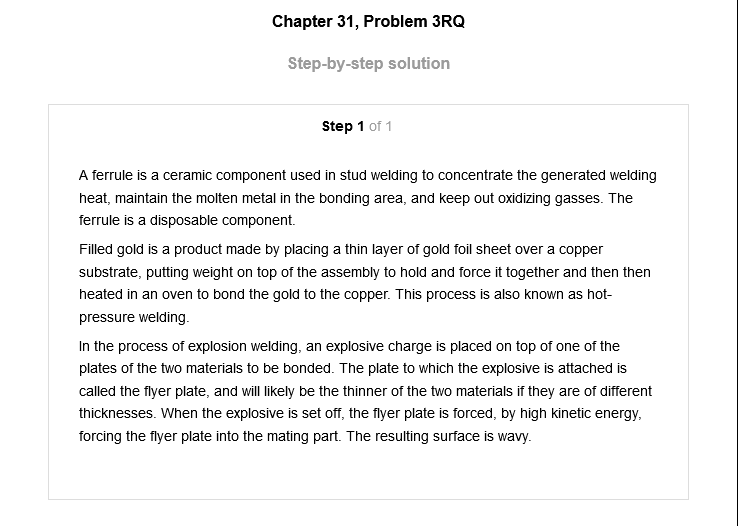 Chapter 31, Problem 3RQ
Step-by-step solution
Step 1 of 1
A ferrule is a ceramic component used in stud welding to concentrate the generated welding
heat, maintain the molten metal in the bonding area, and keep out oxidizing gasses. The
ferrule is a disposable component.
Filled gold is a product made by placing a thin layer of gold foil sheet over a copper
substrate, putting weight on top of the assembly to hold and force it together and then then
heated in an oven to bond the gold to the copper. This process is also known as hot-
pressure welding.
In the process of explosion welding, an explosive charge is placed on top of one of the
plates of the two materials to be bonded. The plate to which the explosive is attached is
called the flyer plate, and will likely be the thinner of the two materials if they are of different
thicknesses. When the explosive is set off, the flyer plate is forced, by high kinetic energy,
forcing the flyer plate into the mating part. The resulting surface is wavy.